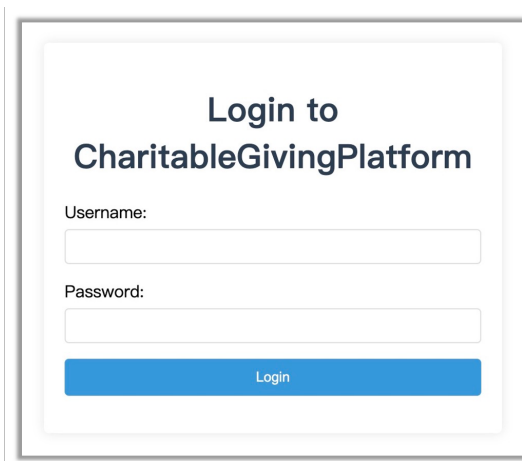 Login to
CharitableGivingPlatform
Username:
Password:
Login